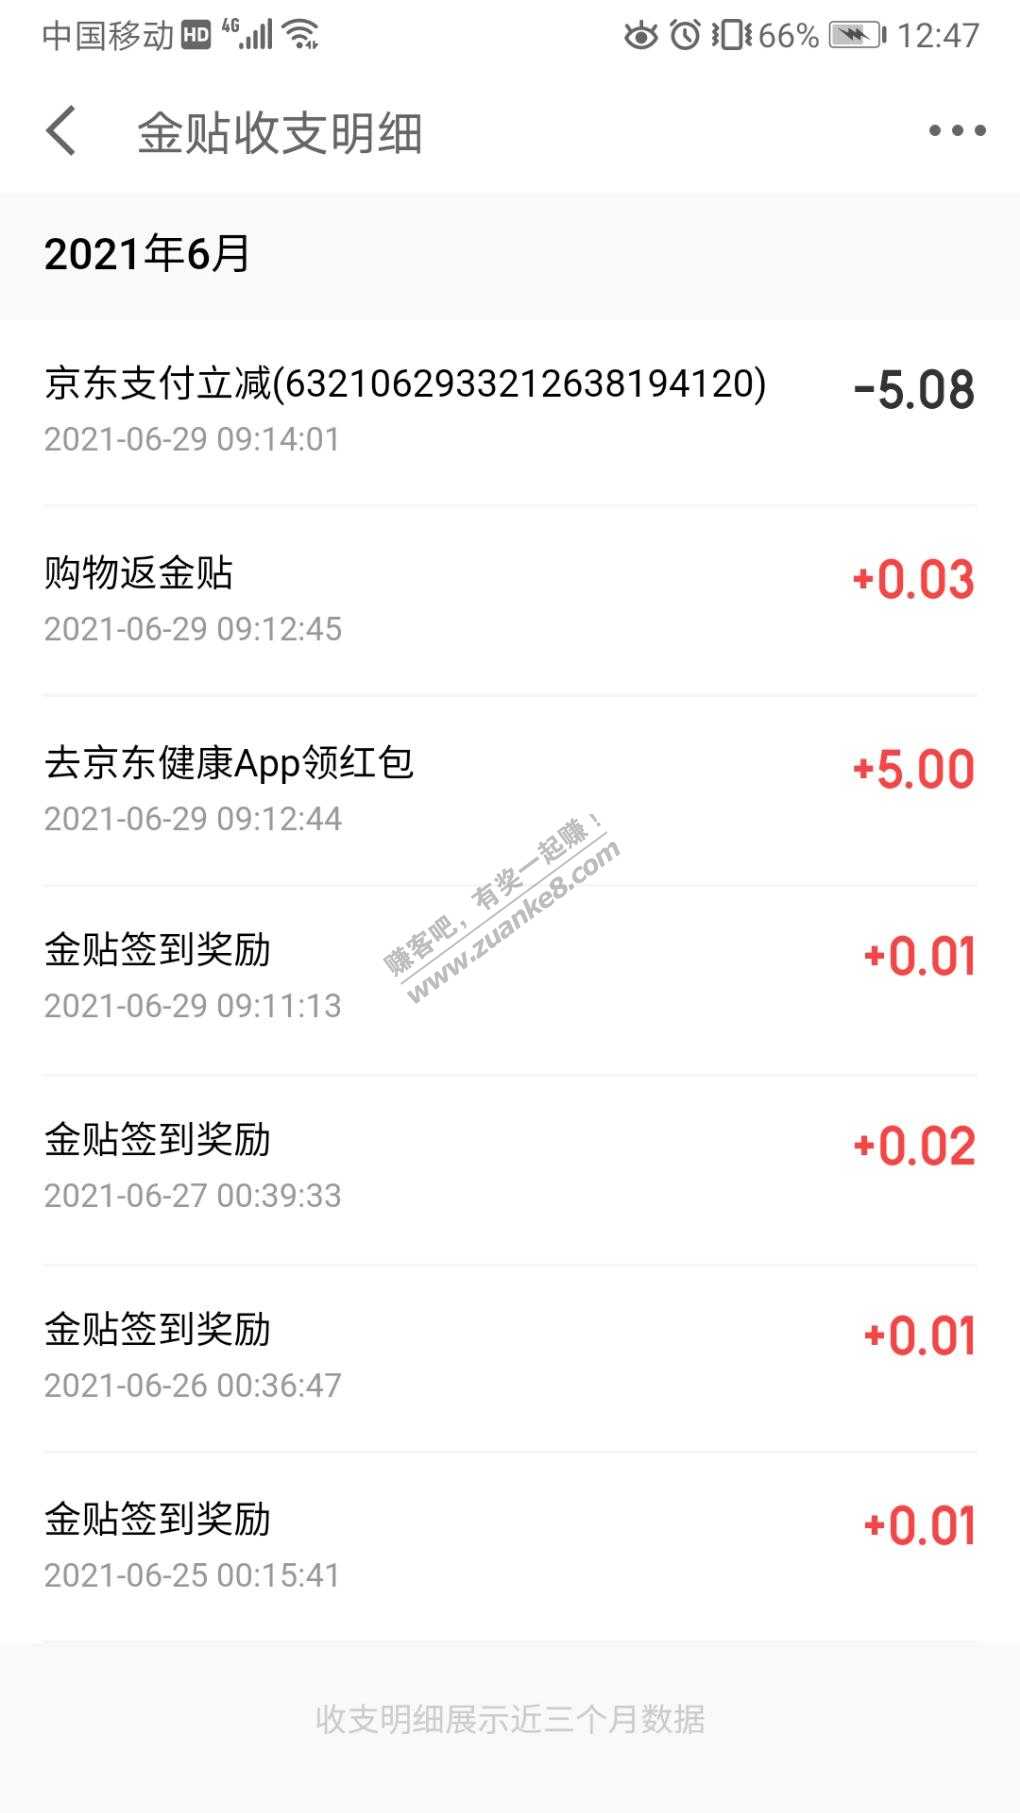 中国移动 HD 4G 66% 12:47
金贴收支明细
2021年6月
京东支付立减(6321062933212638194120) -5.08
2021-06-29 09:14:01
购物返金贴 +0.03
2021-06-29 09:12:45
去京东健康App领红包 +5.00
2021-06-29 09:12:44
赚客吧，有奖一起赚！
www.zuanke8.com
金贴签到奖励 +0.01
2021-06-29 09:11:13
金贴签到奖励 +0.02
2021-06-27 00:39:33
金贴签到奖励 +0.01
2021-06-26 00:36:47
金贴签到奖励 +0.01
2021-06-25 00:15:41
收支明细展示近三个月数据